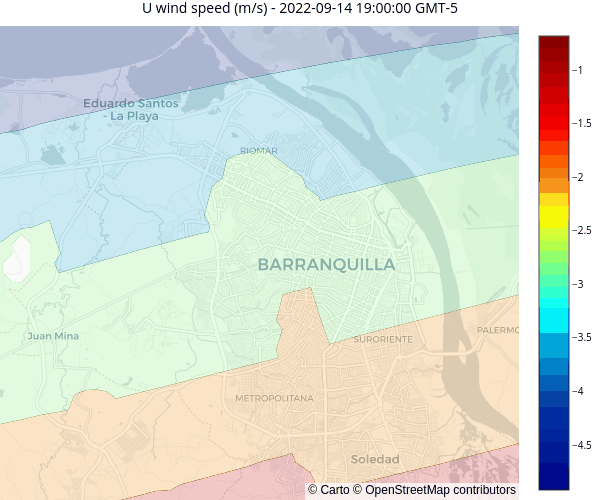 U wind speed (m/s) - 2022-09-14 19:00:00 GMT-5
−1
Eduardo Santos
- La Playa
−1.5
RIOMAR
−2
−2.5
BARRANQUILLA
−3
Juan Mina
PALERMO
SURORIENTE
−3.5
−4
METROPOLITANA
−4.5
Soledad
© Carto © OpenStreetMap contributors